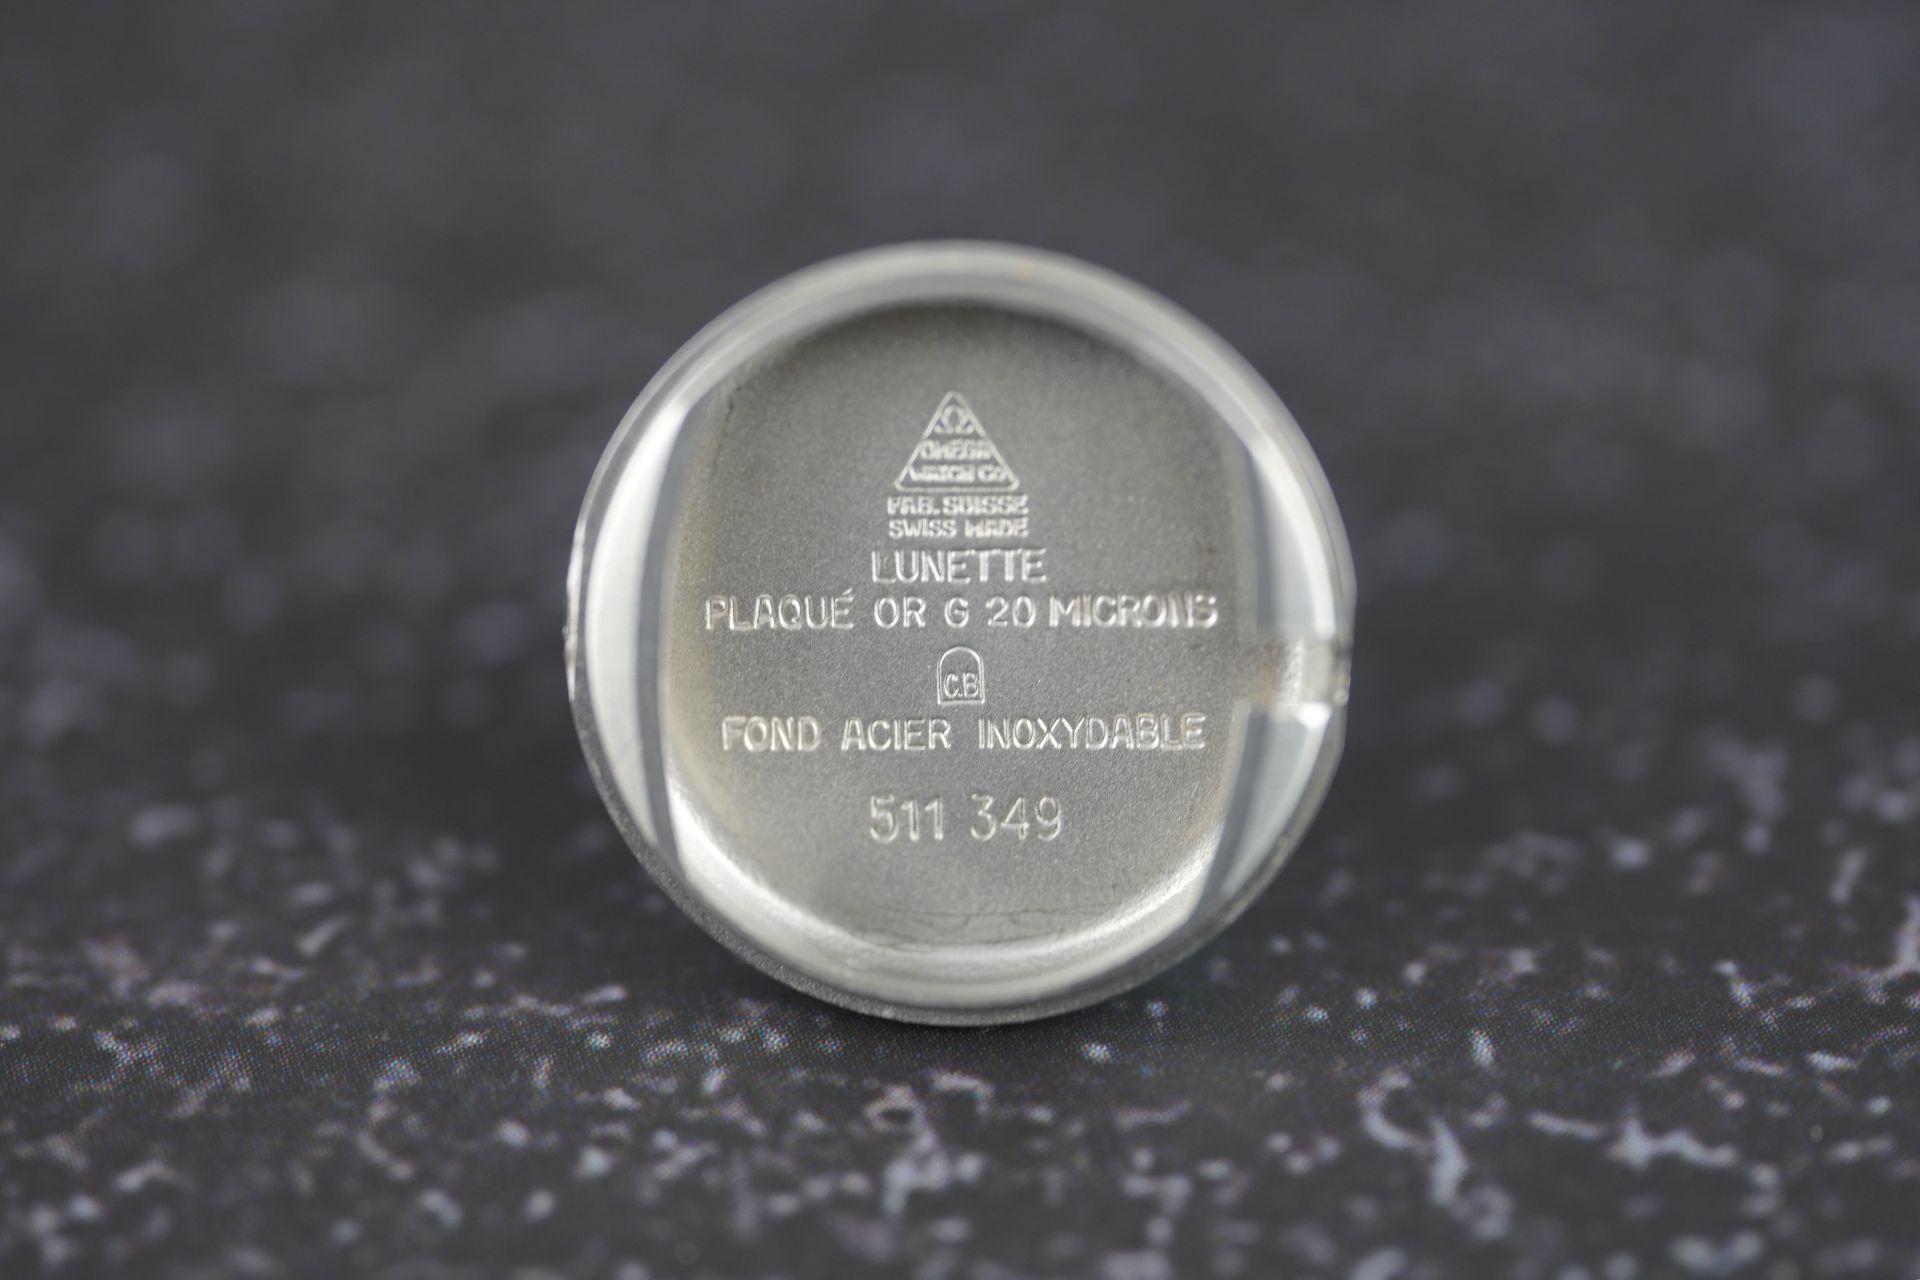 Ω
OMEGA
WATCH Co
FAB. SUISSE
SWISS MADE
LUNETTE
PLAQUÉ OR G 20 MICRONS
C.B
FOND ACIER INOXYDABLE
511 349